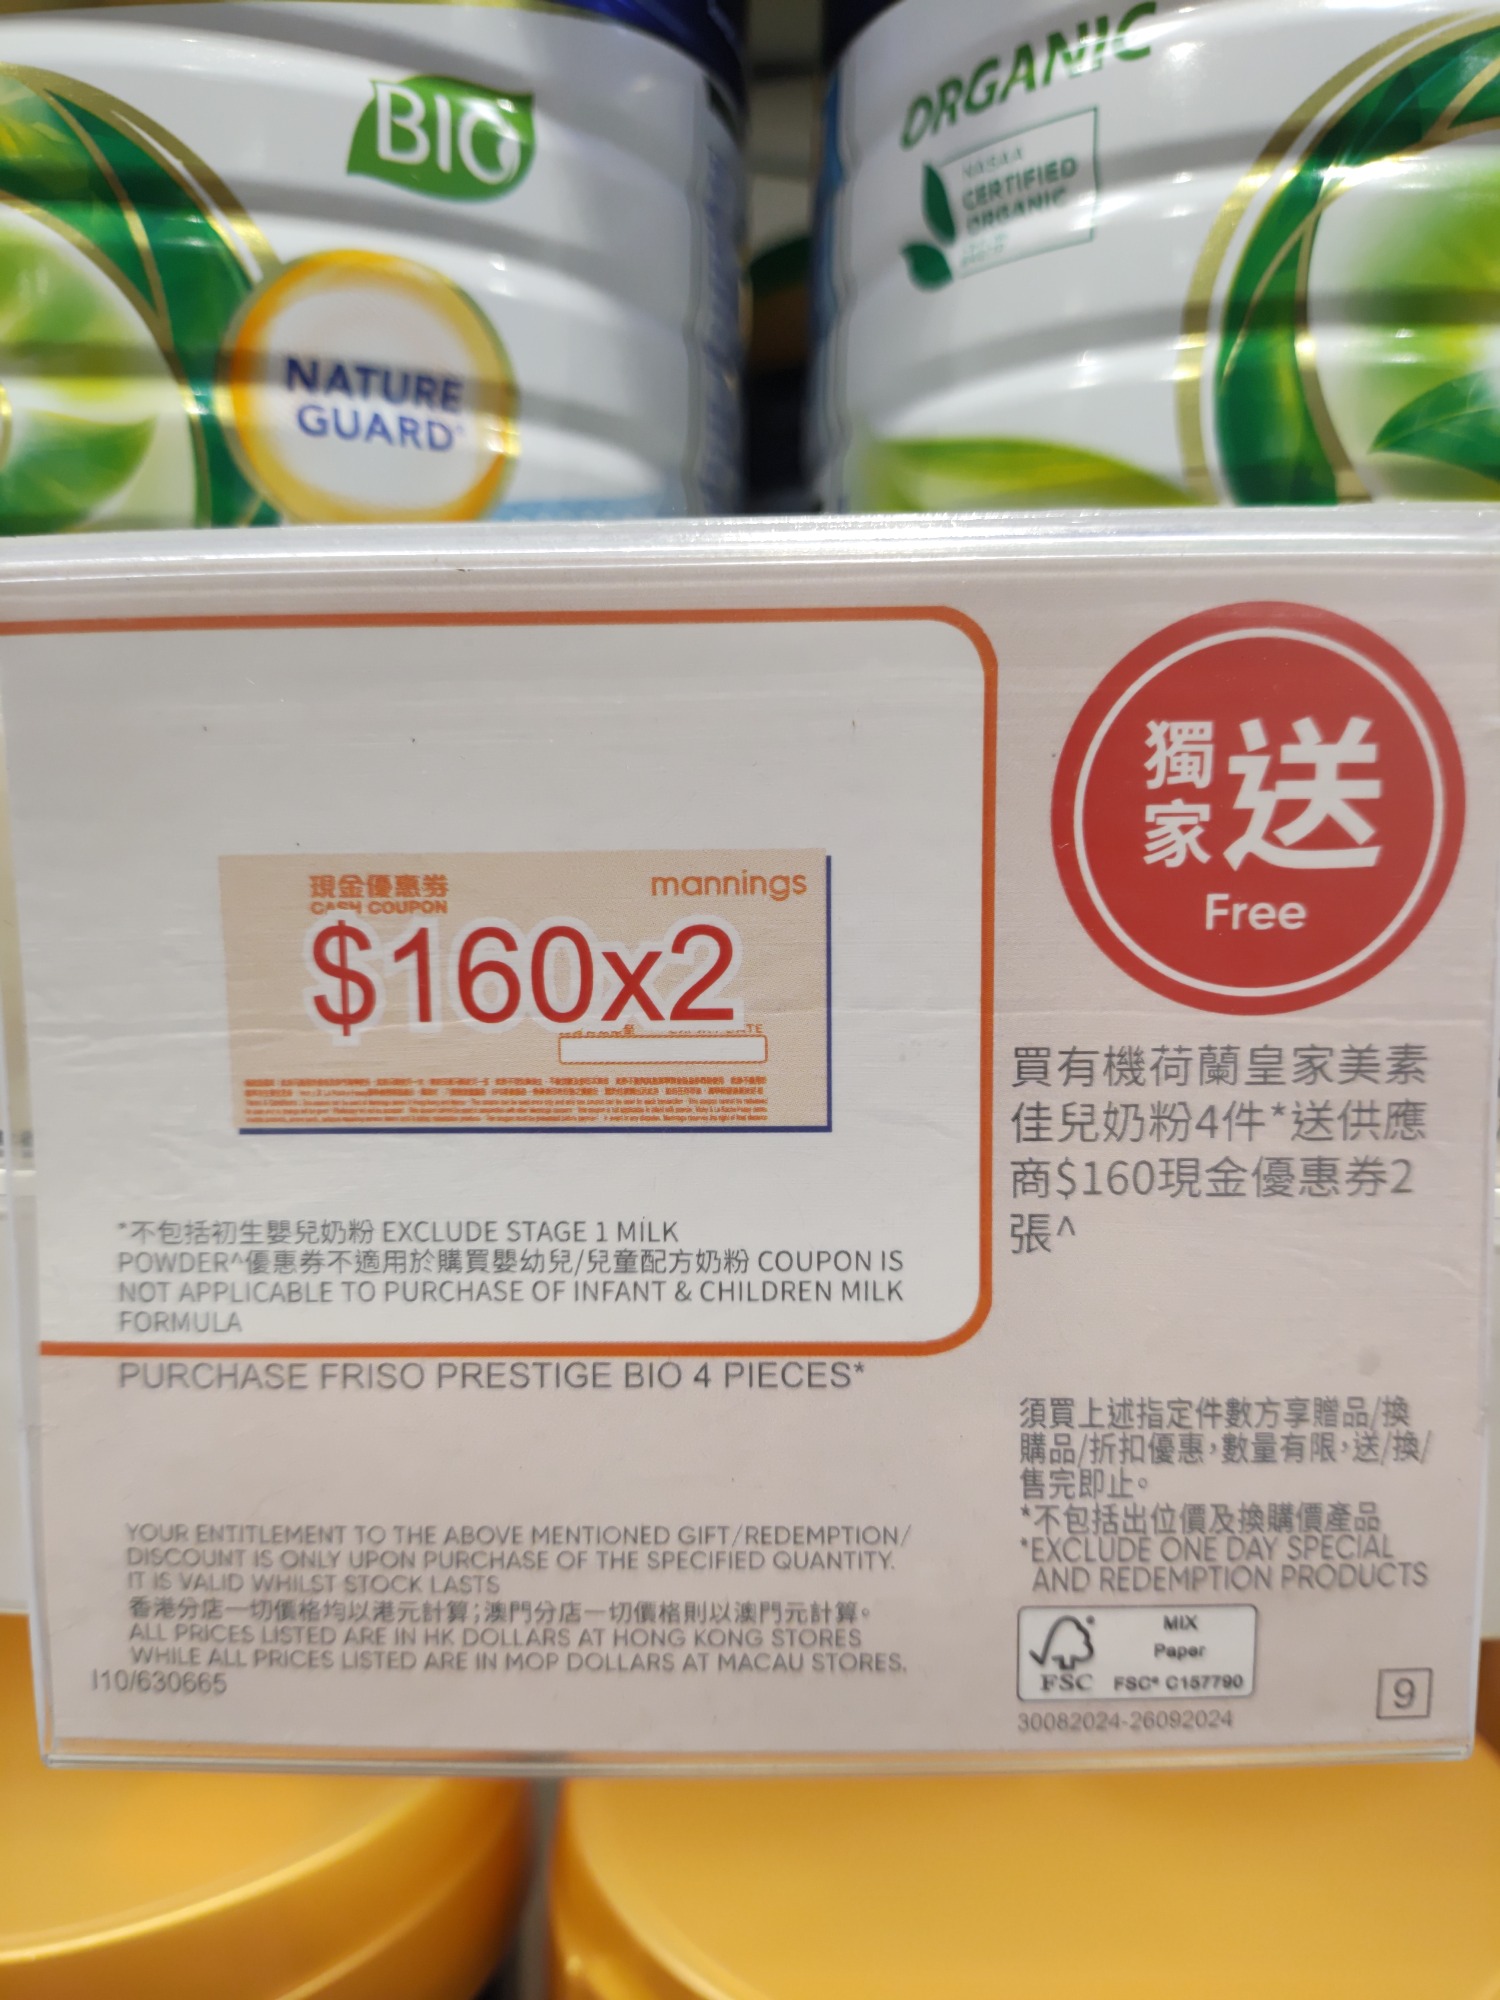 BIO
NATURE
GUARD
ORGANIC
NASAA
CERTIFIED
ORGANIC
獨家
送
Free
現金優惠券
CASH COUPON
mannings
$160x2
買有機荷蘭皇家美素
佳兒奶粉4件*送供應
商$160現金優惠券2
張^
*不包括初生嬰兒奶粉 EXCLUDE STAGE 1 MILK
POWDER^優惠券不適用於購買嬰幼兒/兒童配方奶粉 COUPON IS
NOT APPLICABLE TO PURCHASE OF INFANT & CHILDREN MILK
FORMULA
PURCHASE FRISO PRESTIGE BIO 4 PIECES*
須買上述指定件數方享贈品/換
購品/折扣優惠,數量有限,送/換/
售完即止。
*不包括出位價及換購價產品
*EXCLUDE ONE DAY SPECIAL
AND REDEMPTION PRODUCTS
YOUR ENTITLEMENT TO THE ABOVE MENTIONED GIFT/REDEMPTION/
DISCOUNT IS ONLY UPON PURCHASE OF THE SPECIFIED QUANTITY.
IT IS VALID WHILST STOCK LASTS
香港分店一切價格均以港元計算;澳門分店一切價格則以澳門元計算。
ALL PRICES LISTED ARE IN HK DOLLARS AT HONG KONG STORES
WHILE ALL PRICES LISTED ARE IN MOP DOLLARS AT MACAU STORES.
I10/630665
FSC
MIX
Paper
FSC® C157790
30082024-26092024
9